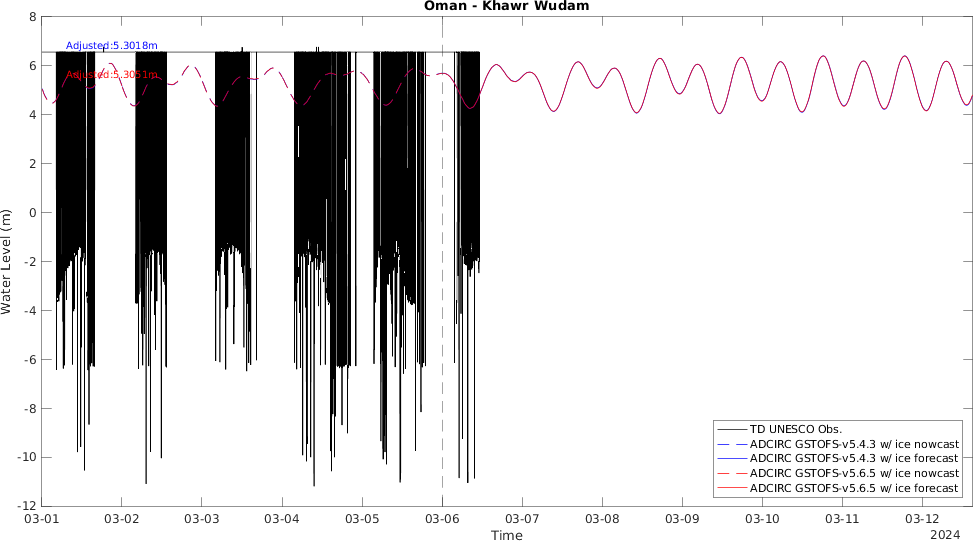 Oman - Khawr Wudam
8
Adjusted:5.3018m
6
Adjusted:5.3051m
4
2
0
Water Level (m)
-2
-4
-6
-8
-10
-12
TD UNESCO Obs.
ADCIRC GSTOFS-v5.4.3 w/ ice nowcast
ADCIRC GSTOFS-v5.4.3 w/ ice forecast
ADCIRC GSTOFS-v5.6.5 w/ ice nowcast
ADCIRC GSTOFS-v5.6.5 w/ ice forecast
03-01 03-02 03-03 03-04 03-05 03-06 03-07 03-08 03-09 03-10 03-11 03-12
Time
2024